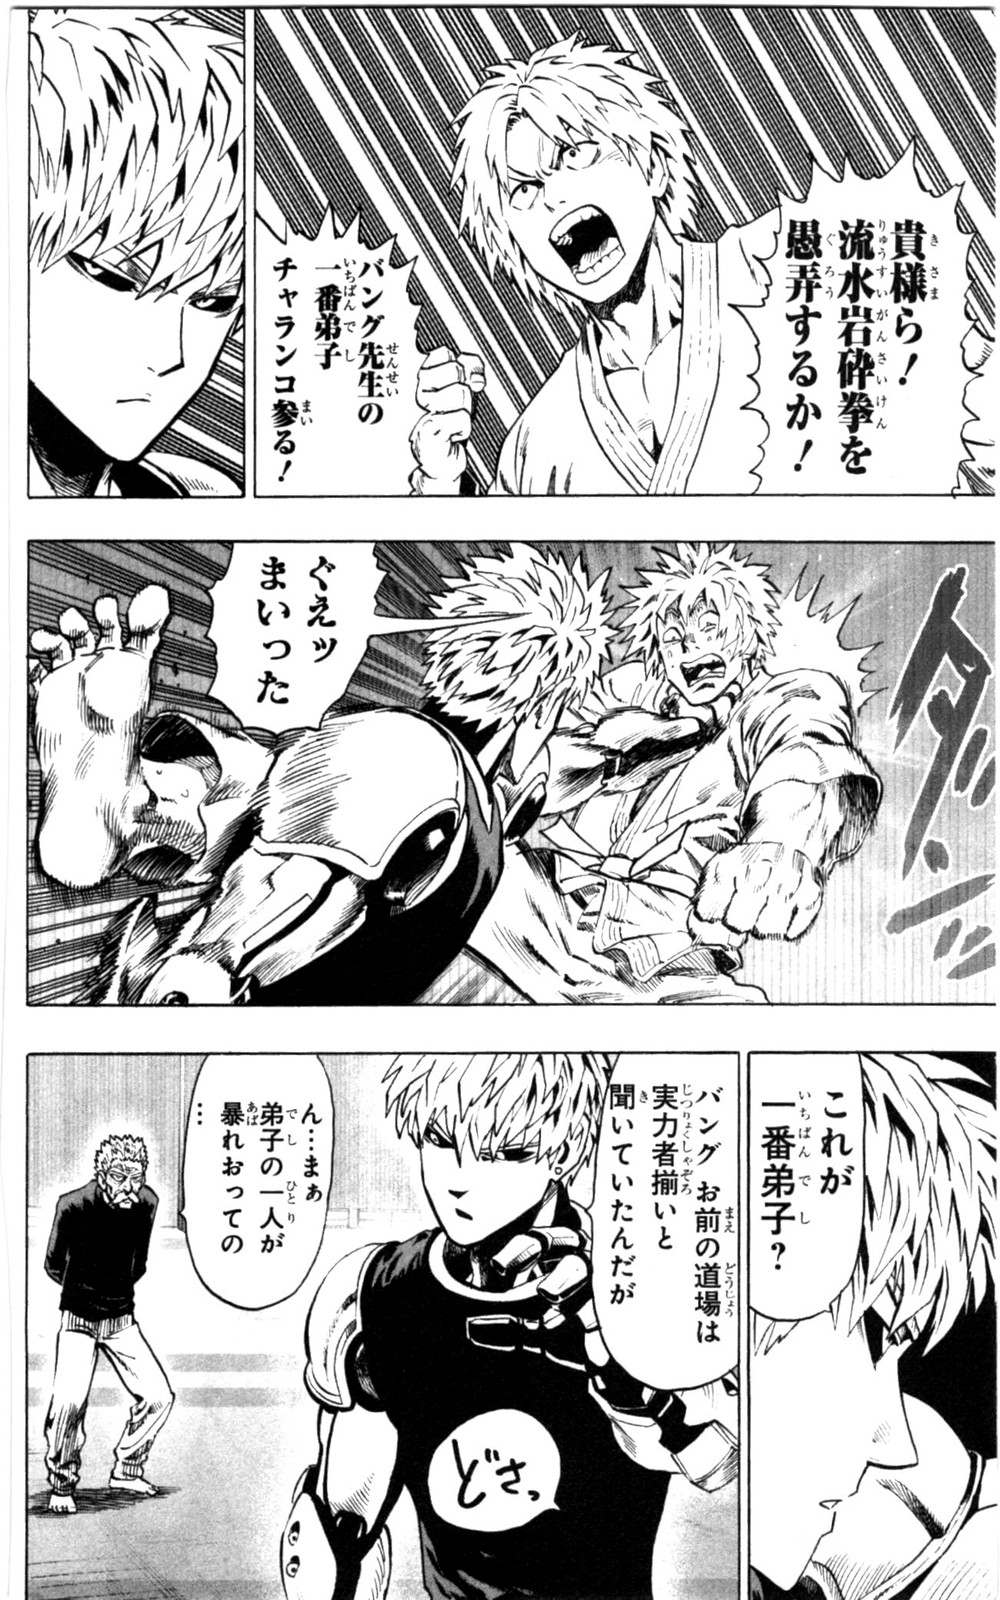 貴様ら！
流水岩砕拳を
愚弄するか！
バング先生の
一番弟子
チャランコ参る！
ダンッ
ぐえッ
まいった
これが
一番弟子？
バング お前の道場は
実力者揃いと
聞いていたんだが
どさっ
ん…まぁ
弟子の一人が
暴れおっての
…